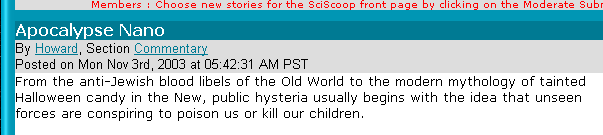 Members : Choose new stories for the SciScoop front page by clicking on the Moderate Subm
Apocalypse Nano
By Howard, Section Commentary
Posted on Mon Nov 3rd, 2003 at 05:42:31 AM PST
From the anti-Jewish blood libels of the Old World to the modern mythology of tainted
Halloween candy in the New, public hysteria usually begins with the idea that unseen
forces are conspiring to poison us or kill our children.